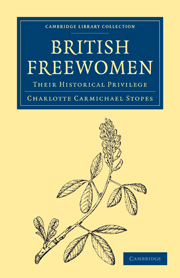 CAMBRIDGE LIBRARY COLLECTION
BRITISH
FREEWOMEN
Their Historical Privilege
Charlotte Carmichael Stopes
CAMBRIDGE